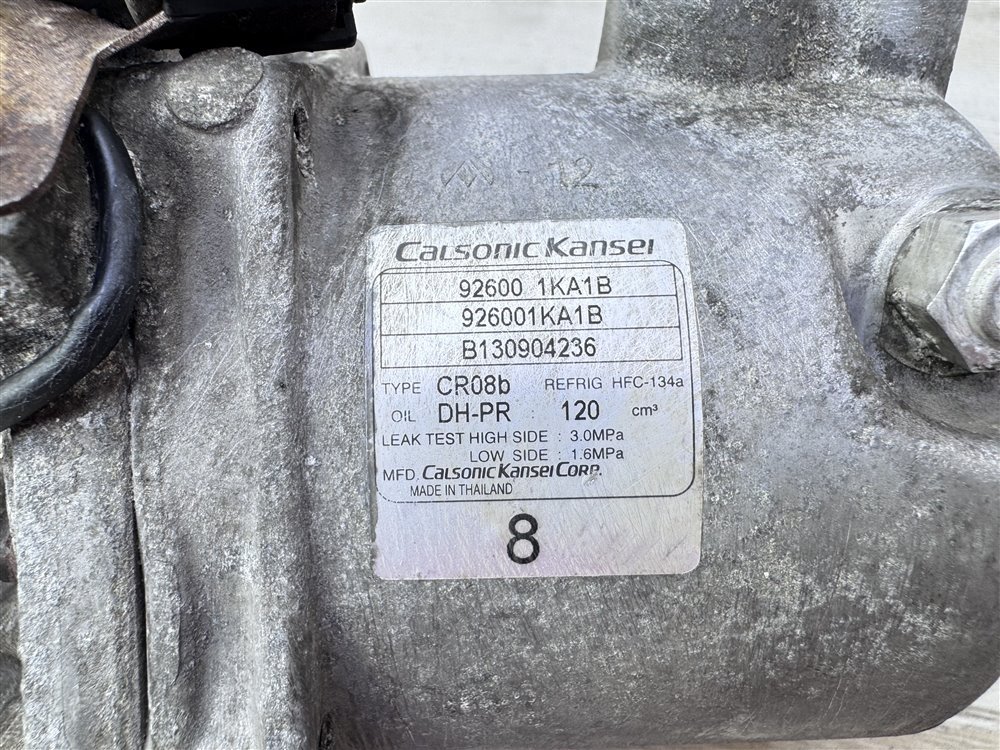 - 12
Calsonic Kansei
92600 1KA1B
926001KA1B
B130904236
TYPE CR08b REFRIG HFC-134a
OIL DH-PR : 120 cm³
LEAK TEST HIGH SIDE : 3.0MPa
LOW SIDE : 1.6MPa
MFD. Calsonic Kansei Corp.
MADE IN THAILAND
8